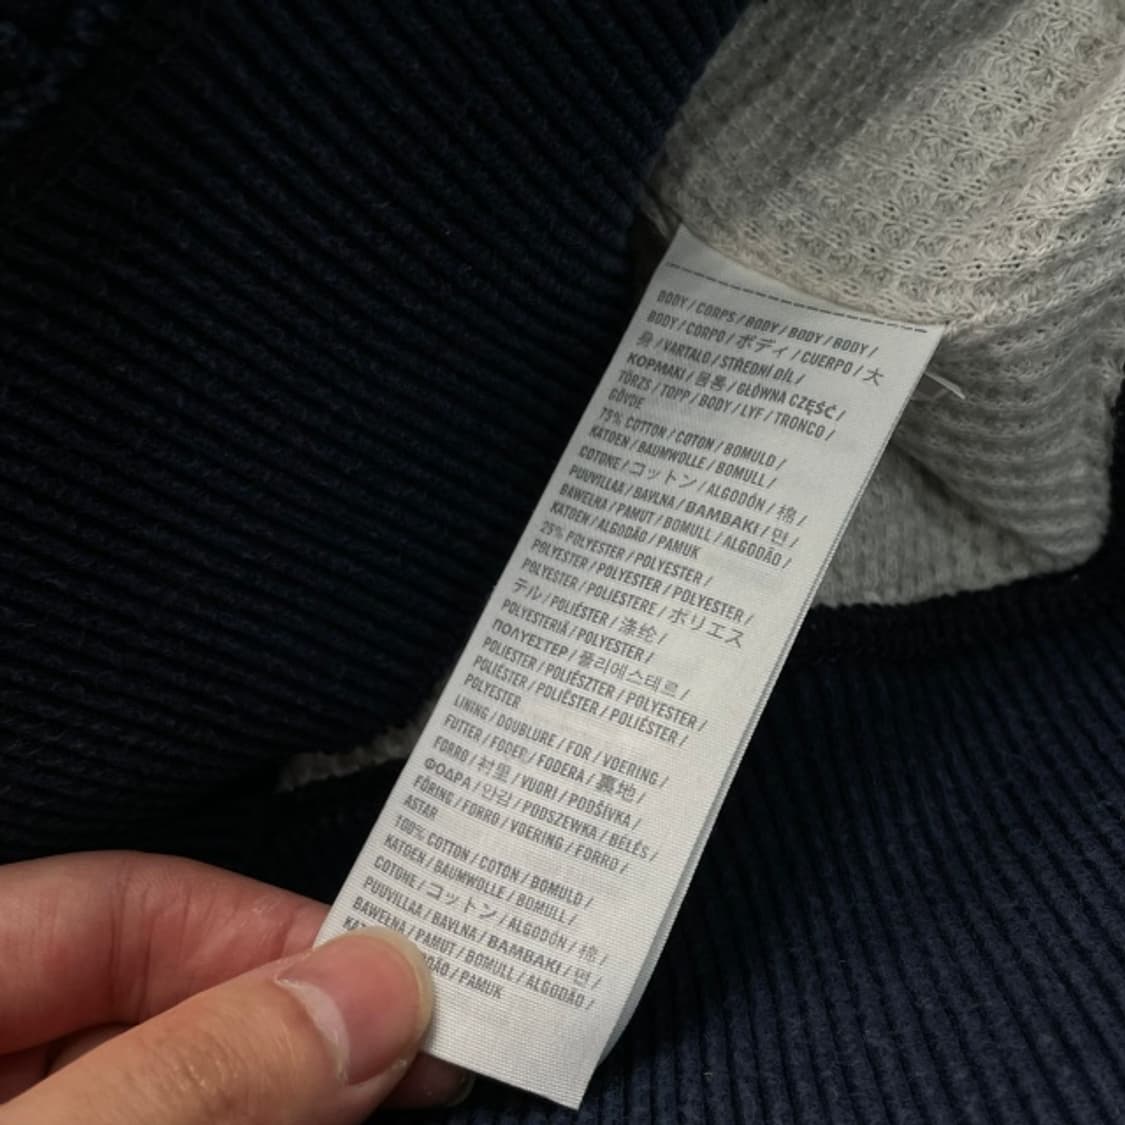 BODY / CORPS / BODY / BODY / BODY /
BODY / CORPO / ボディ / CUERPO / 大
身 / VARTALO / STŘEDNÍ DÍL /
ΚΟΡΜΑΚΙ / 몸통 / GŁÓWNA CZĘŚĆ /
TÖRZS / TOPP / BODY / LYF / TRONCO /
GÖVDE
75% COTTON / COTON / BOMULD /
KATOEN / BAUMWOLLE / BOMULL /
COTONE / コットン / ALGODÓN / 棉 /
PUUVILLAA / BAVLNA / ΒΑΜΒΑΚΙ / 면 /
BAWEŁNA / PAMUT / BOMULL / ALGODÃO /
KATOEN / ALGODÃO / PAMUK
25% POLYESTER / POLYESTER /
POLYESTER / POLYESTER / POLYESTER /
POLYESTER / POLIESTERE / ポリエス
テル / POLIÉSTER / 涤纶 /
POLYESTERIÄ / POLYESTER /
ΠΟΛΥΕΣΤΕΡ / 폴리에스테르 /
POLIESTER / POLIÉSZTER / POLYESTER /
POLIÉSTER / POLIÉSTER / POLIÉSTER /
POLYESTER
LINING / DOUBLURE / FOR / VOERING /
FUTTER / FODER / FODERA / 裏地 /
FORRO / 衬里 / VUORI / PODŠÍVKA /
ΦΟΔΡΑ / 안감 / PODSZEWKA / BÉLÉS /
FÔRING / FORRO / VOERING / FORRO /
ASTAR
100% COTTON / COTON / BOMULD /
KATOEN / BAUMWOLLE / BOMULL /
COTONE / コットン / ALGODÓN / 棉 /
PUUVILLAA / BAVLNA / ΒΑΜΒΑΚΙ / 면 /
BAWEŁNA / PAMUT / BOMULL / ALGODÃO /
/ PAMUK